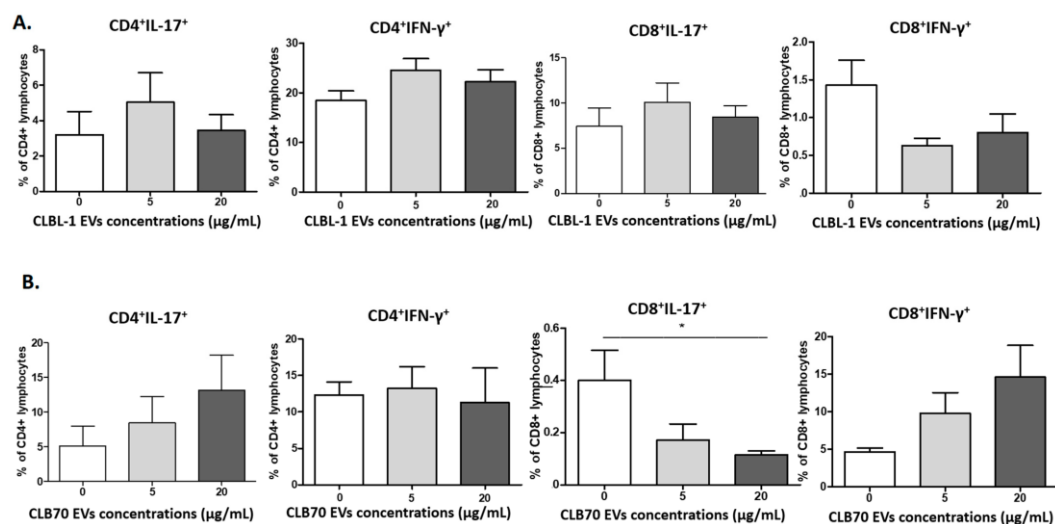 A.
CD4⁺IL-17⁺
% of CD4+ lymphocytes
8
6
4
2
0
0 5 20
CLBL-1 EVs concentrations (µg/mL)
CD4⁺IFN-γ⁺
% of CD4+ lymphocytes
30
20
10
0
0 5 20
CLBL-1 EVs concentrations (µg/mL)
CD8⁺IL-17⁺
% of CD8+ lymphocytes
15
10
5
0
0 5 20
CLBL-1 EVs concentrations (µg/mL)
CD8⁺IFN-γ⁺
% of CD8+ lymphocytes
2.0
1.5
1.0
0.5
.0
0 5 20
CLBL-1 EVs concentrations (µg/mL)
B.
CD4⁺IL-17⁺
% of CD4+ lymphocytes
20
15
10
5
0
0 5 20
CLB70 EVs concentrations (µg/mL)
CD4⁺IFN-γ⁺
% of CD4+ lymphocytes
20
15
10
5
0
0 5 20
CLB70 EVs concentrations (µg/mL)
CD8⁺IL-17⁺
*
% of CD8+ lymphocytes
0.6
0.4
0.2
0.0
0 5 20
CLB70 EVs concentrations (µg/mL)
CD8⁺IFN-γ⁺
% of CD8+ lymphocytes
20
15
10
5
0
0 5 20
CLB70 EVs concentrations (µg/mL)